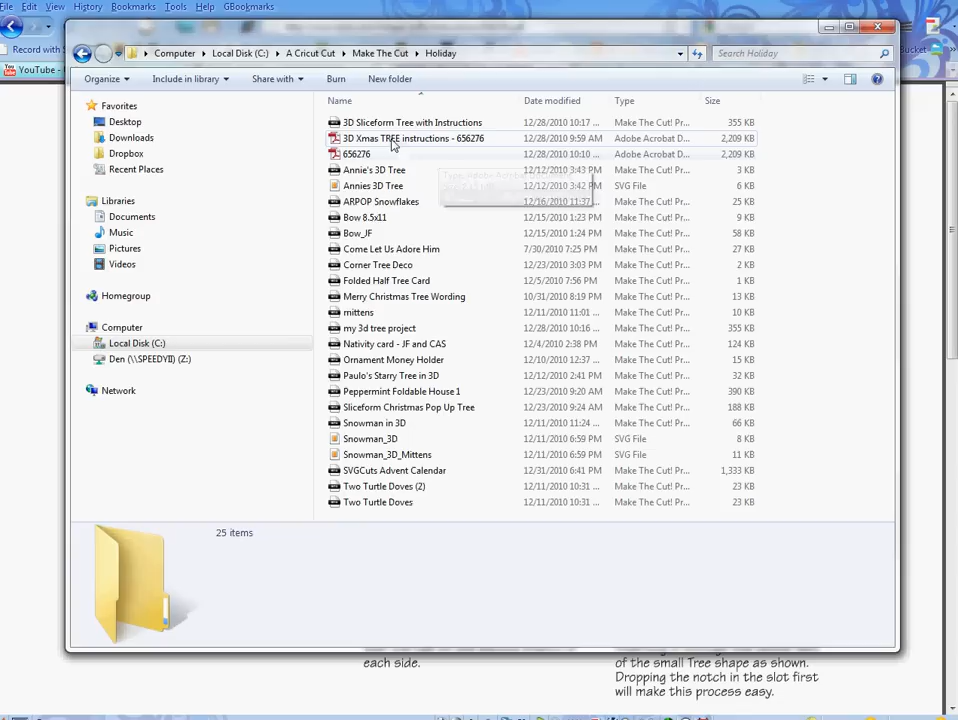 File Edit View History Bookmarks Tools Help GBookmarks
Record with S
Bucket
YouTube -
Computer Local Disk (C:) A Cricut Cut Make The Cut Holiday
Search Holiday
Organize Include in library Share with Burn New folder
Name Date modified Type Size
Favorites
Desktop
Downloads
Dropbox
Recent Places
Libraries
Documents
Music
Pictures
Videos
Homegroup
Computer
Local Disk (C:)
Den (\\SPEEDYII) (Z:)
Network
3D Sliceform Tree with Instructions 12/28/2010 10:17 ... Make The Cut! Pr... 355 KB
3D Xmas TREE instructions - 656276 12/28/2010 9:59 AM Adobe Acrobat D... 2,209 KB
656276 12/28/2010 10:10 ... Adobe Acrobat D... 2,209 KB
Annie's 3D Tree 12/12/2010 3:43 PM Make The Cut! Pr... 3 KB
Annies 3D Tree 12/12/2010 3:42 PM SVG File 6 KB
ARPOP Snowflakes 12/16/2010 11:37... Make The Cut! Pr... 25 KB
Bow 8.5x11 12/15/2010 1:23 PM Make The Cut! Pr... 9 KB
Bow_JF 12/15/2010 1:24 PM Make The Cut! Pr... 58 KB
Come Let Us Adore Him 7/30/2010 7:25 PM Make The Cut! Pr... 27 KB
Corner Tree Deco 12/23/2010 3:03 PM Make The Cut! Pr... 2 KB
Folded Half Tree Card 12/5/2010 7:56 PM Make The Cut! Pr... 1 KB
Merry Christmas Tree Wording 10/31/2010 8:19 PM Make The Cut! Pr... 13 KB
mittens 12/11/2010 11:01 ... Make The Cut! Pr... 10 KB
my 3d tree project 12/28/2010 10:16 ... Make The Cut! Pr... 355 KB
Nativity card - JF and CAS 12/4/2010 2:38 PM Make The Cut! Pr... 124 KB
Ornament Money Holder 12/10/2010 12:37 ... Make The Cut! Pr... 15 KB
Paulo's Starry Tree in 3D 12/12/2010 2:41 PM Make The Cut! Pr... 32 KB
Peppermint Foldable House 1 12/23/2010 9:20 AM Make The Cut! Pr... 390 KB
Sliceform Christmas Pop Up Tree 12/23/2010 9:24 AM Make The Cut! Pr... 188 KB
Snowman in 3D 12/11/2010 11:24 ... Make The Cut! Pr... 66 KB
Snowman_3D 12/11/2010 6:59 PM SVG File 8 KB
Snowman_3D_Mittens 12/11/2010 6:59 PM SVG File 11 KB
SVGCuts Advent Calendar 12/31/2010 6:41 PM Make The Cut! Pr... 1,333 KB
Two Turtle Doves (2) 12/11/2010 10:31 ... Make The Cut! Pr... 23 KB
Two Turtle Doves 12/11/2010 10:31 ... Make The Cut! Pr... 23 KB
25 items
each side.
of the small Tree shape as shown.
Dropping the notch in the slot first
will make this process easy.